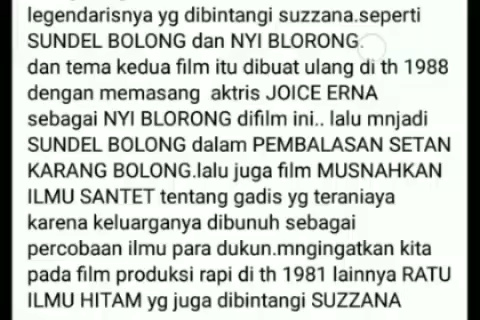 legendarisnya yg dibintangi suzzana.seperti
SUNDEL BOLONG dan NYI BLORONG.
dan tema kedua film itu dibuat ulang di th 1988
dengan memasang aktris JOICE ERNA
sebagai NYI BLORONG difilm ini.. lalu mnjadi
SUNDEL BOLONG dalam PEMBALASAN SETAN
KARANG BOLONG.lalu juga film MUSNAHKAN
ILMU SANTET tentang gadis yg teraniaya
karena keluarganya dibunuh sebagai
percobaan ilmu para dukun.mngingatkan kita
pada film produksi rapi di th 1981 lainnya RATU
ILMU HITAM yg juga dibintangi SUZZANA